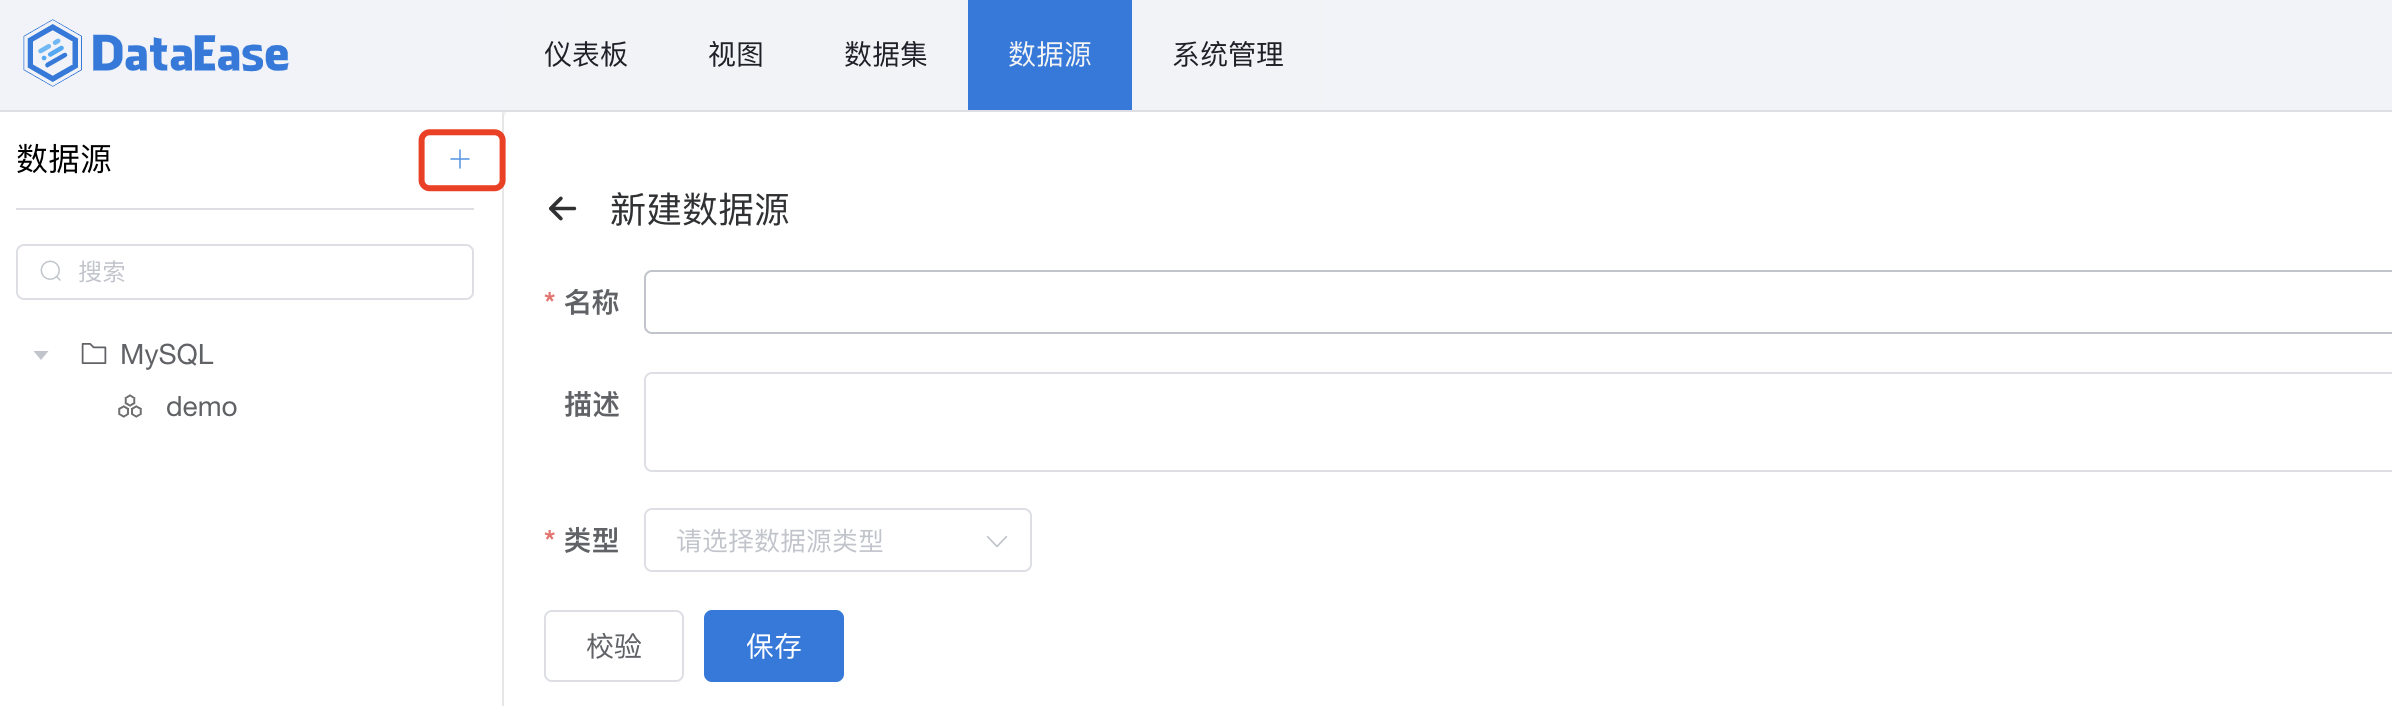 DataEase
仪表板 视图 数据集 数据源 系统管理
数据源
搜索
MySQL
demo
新建数据源
* 名称
描述
* 类型 请选择数据源类型
校验 保存